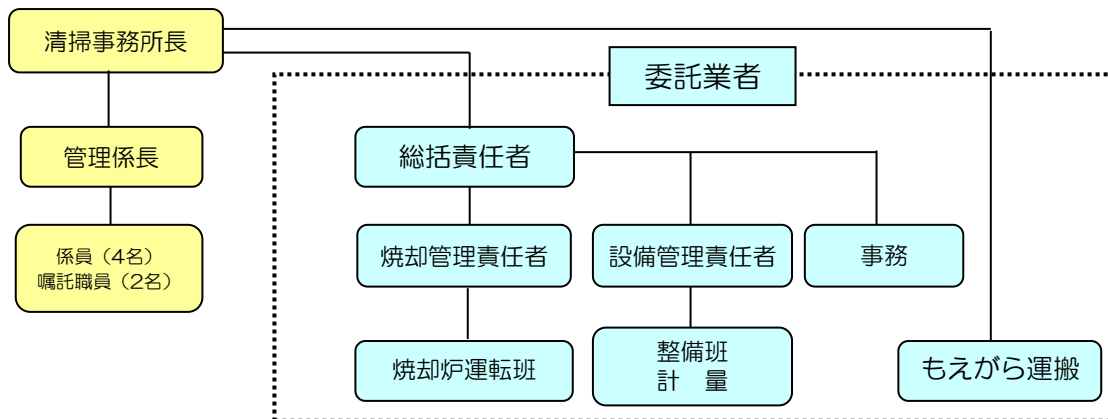 清掃事務所長
委託業者
管理係長
総括責任者
係員（4名）
嘱託職員（2名）
焼却管理責任者
設備管理責任者
事務
焼却炉運転班
整備班
計　量
もえがら運搬